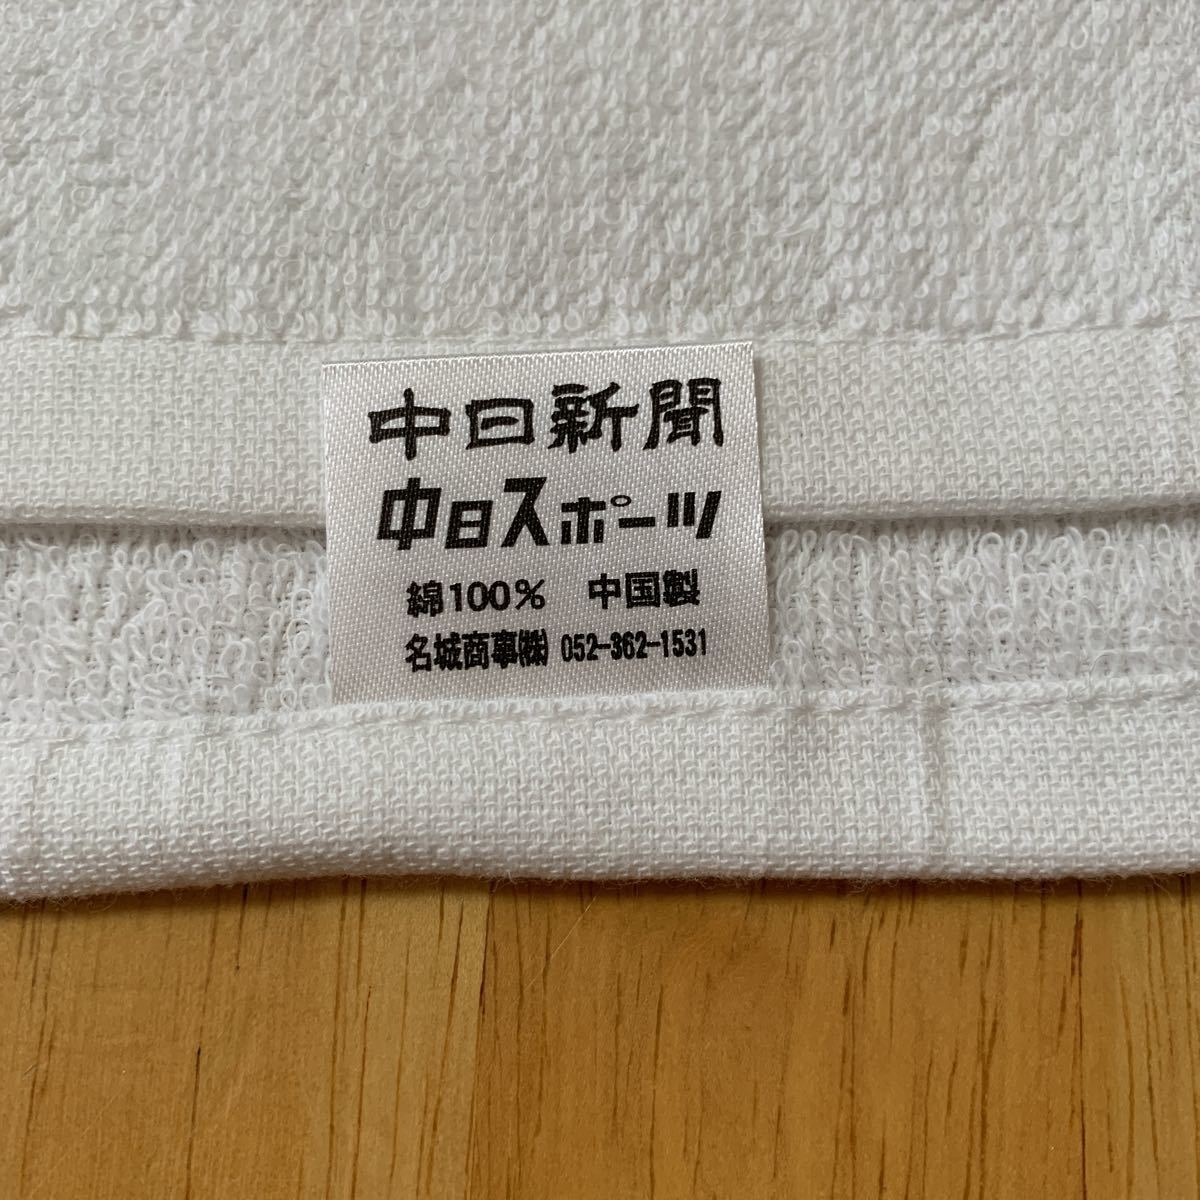 中日新聞
中日スポーツ
綿100% 中国製
名城商事㈱ 052-362-1531